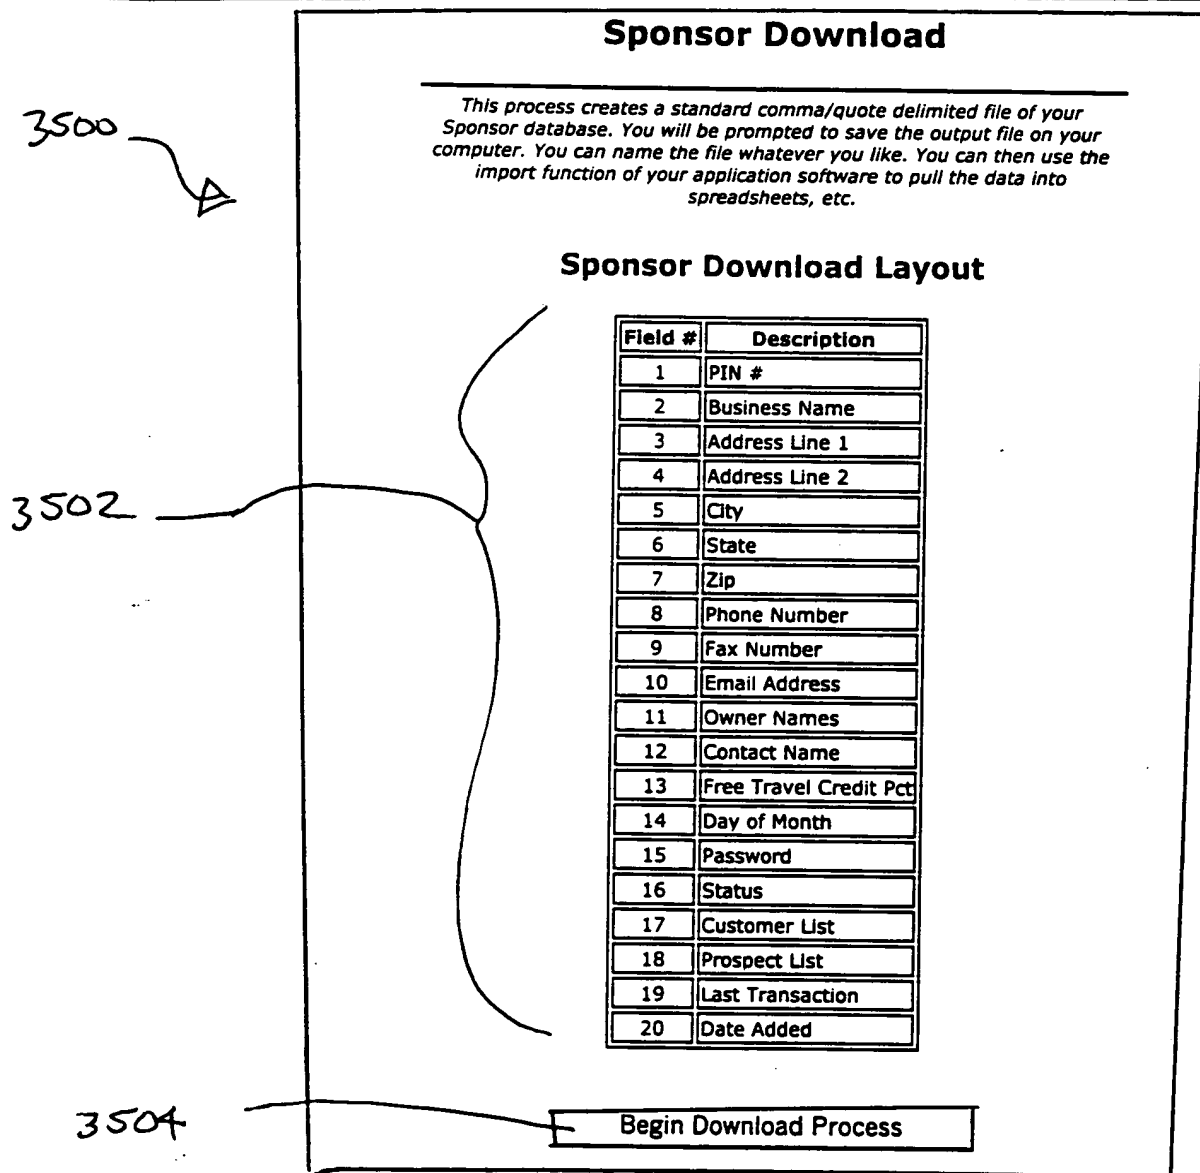 Sponsor Download
This process creates a standard comma/quote delimited file of your
Sponsor database. You will be prompted to save the output file on your
computer. You can name the file whatever you like. You can then use the
import function of your application software to pull the data into
spreadsheets, etc.
3500
Sponsor Download Layout
Field # Description
1 PIN #
2 Business Name
3 Address Line 1
4 Address Line 2
3502
5 City
6 State
7 Zip
8 Phone Number
9 Fax Number
10 Email Address
11 Owner Names
12 Contact Name
13 Free Travel Credit Pct
14 Day of Month
15 Password
16 Status
17 Customer List
18 Prospect List
19 Last Transaction
20 Date Added
3504
Begin Download Process